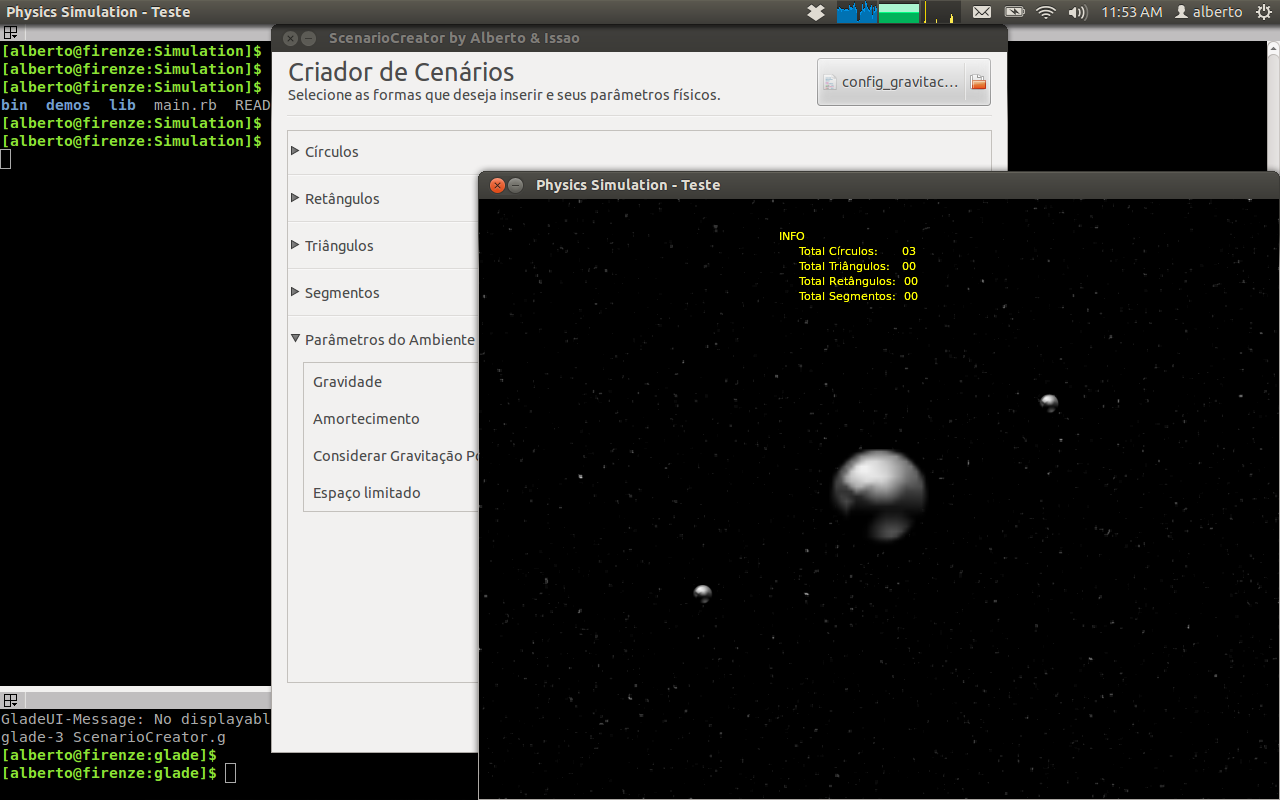 Physics Simulation - Teste
11:53 AM alberto
[alberto@firenze:Simulation]$
[alberto@firenze:Simulation]$
[alberto@firenze:Simulation]$
bin demos lib main.rb READ
[alberto@firenze:Simulation]$
[alberto@firenze:Simulation]$
ScenarioCreator by Alberto & Issao
Criador de Cenários
Selecione as formas que deseja inserir e seus parâmetros físicos.
config_gravitac...
Círculos
Retângulos
Triângulos
Segmentos
Parâmetros do Ambiente
Gravidade
Amortecimento
Considerar Gravitação
Espaço limitado
Physics Simulation - Teste
INFO
Total Círculos: 03
Total Triângulos: 00
Total Retângulos: 00
Total Segmentos: 00
GladeUI-Message: No displayabl
glade-3 ScenarioCreator.g
[alberto@firenze:glade]$
[alberto@firenze:glade]$